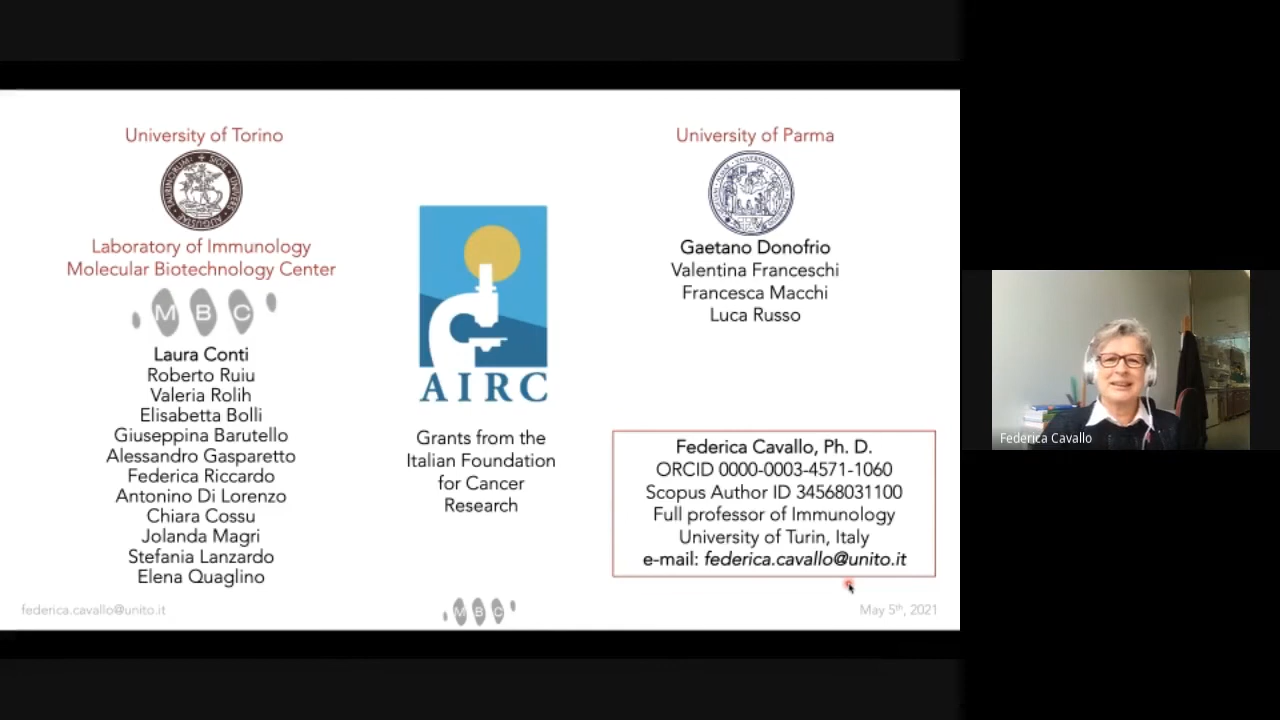 University of Torino
Laboratory of Immunology
Molecular Biotechnology Center
MBC
Laura Conti
Roberto Ruiu
Valeria Rolih
Elisabetta Bolli
Giuseppina Barutello
Alessandro Gasparetto
Federica Riccardo
Antonino Di Lorenzo
Chiara Cossu
Jolanda Magri
Stefania Lanzardo
Elena Quaglino
AIRC
Grants from the
Italian Foundation
for Cancer
Research
University of Parma
Gaetano Donofrio
Valentina Franceschi
Francesca Macchi
Luca Russo
Federica Cavallo, Ph. D.
ORCID 0000-0003-4571-1060
Scopus Author ID 34568031100
Full professor of Immunology
University of Turin, Italy
e-mail: federica.cavallo@unito.it
federica.cavallo@unito.it
MBC
May 5th, 2021
Federica Cavallo